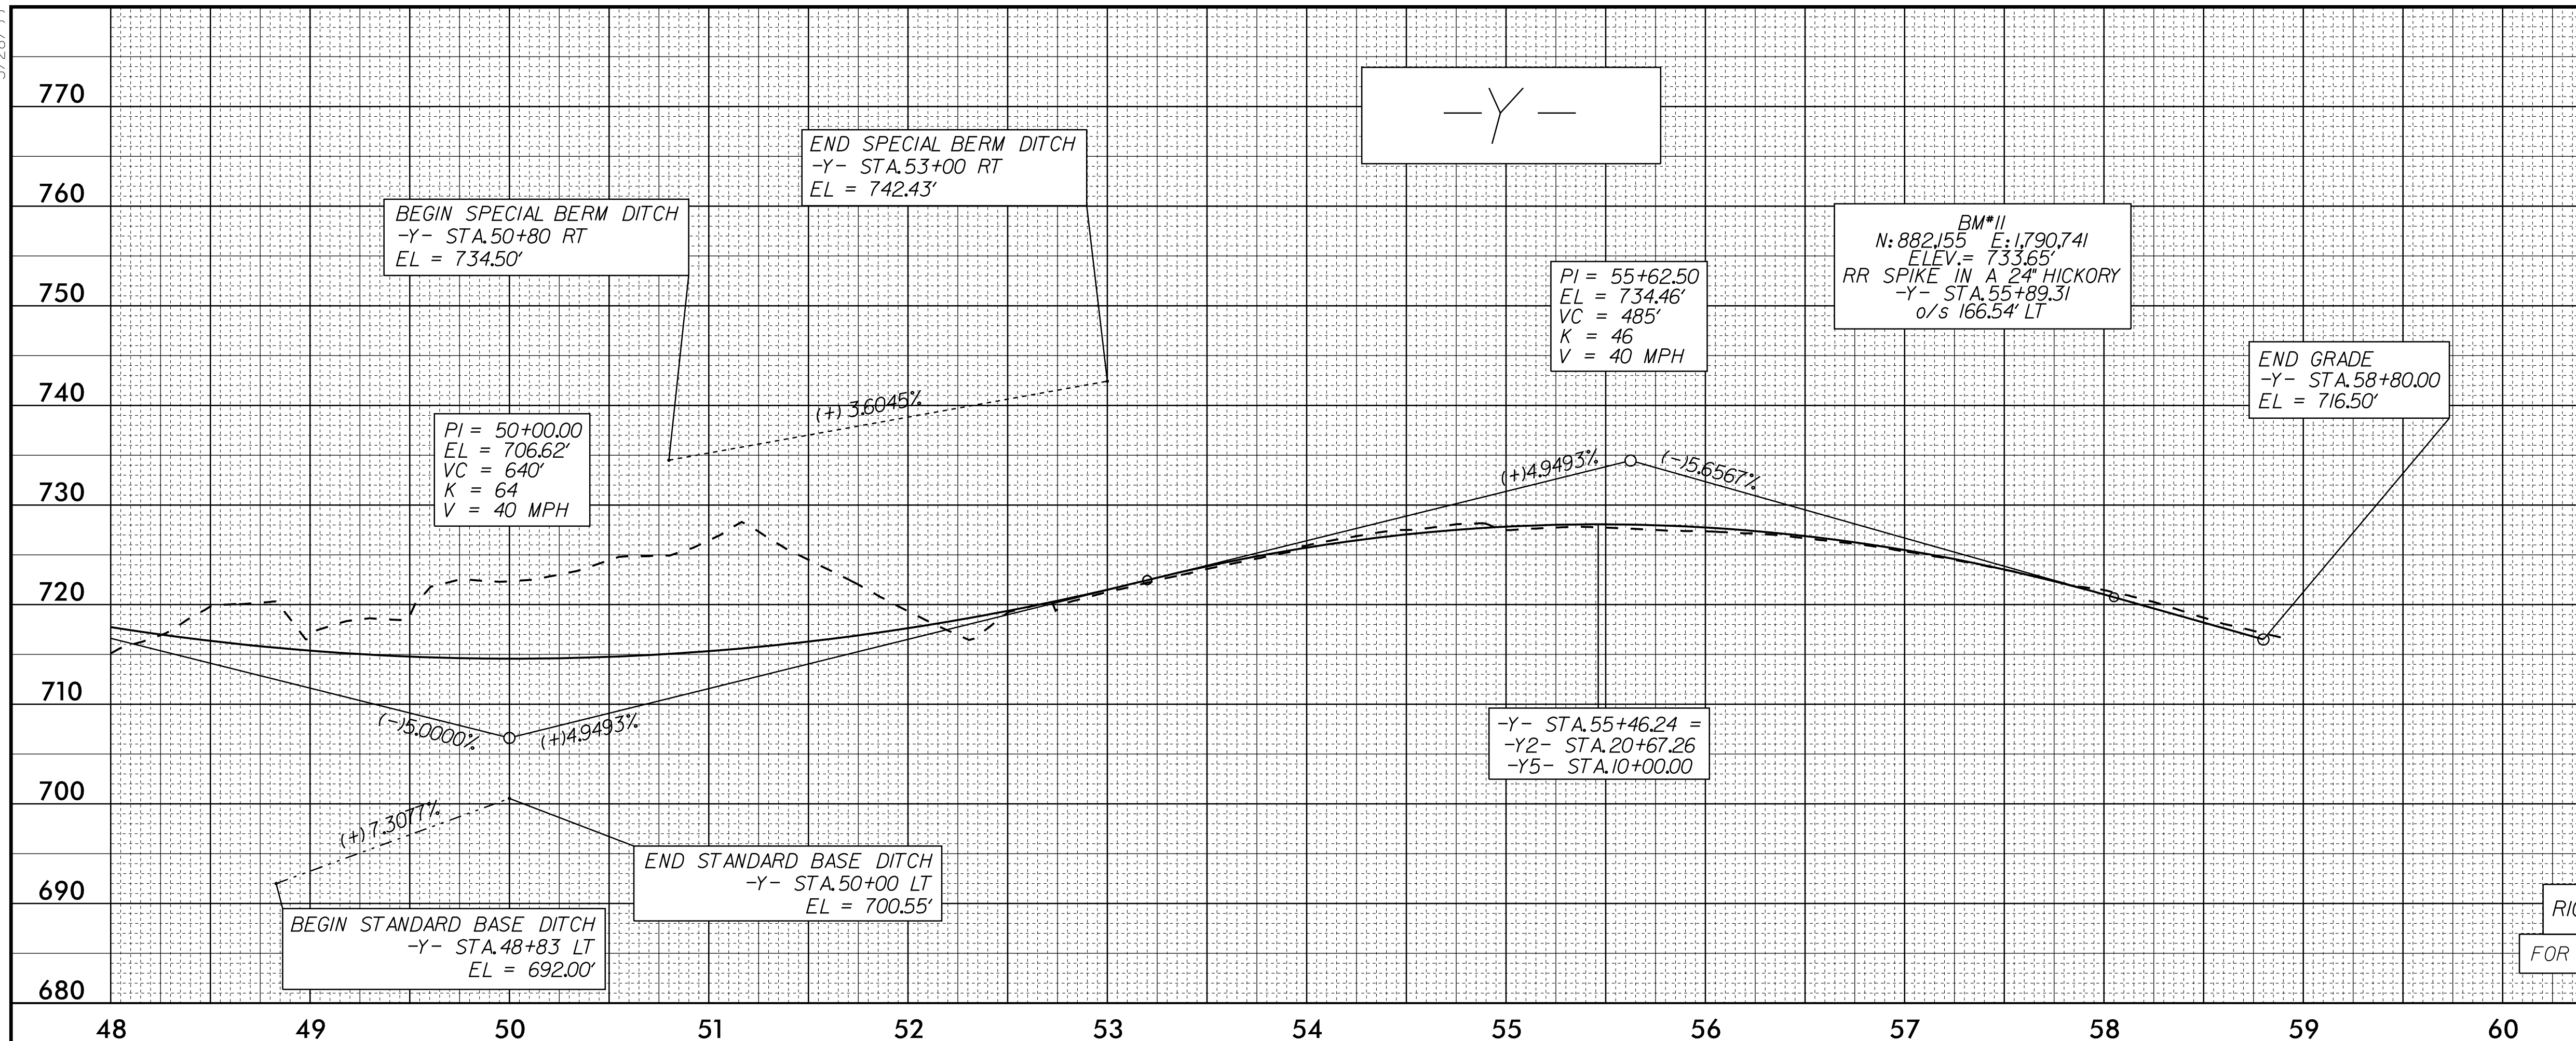 -Y-
END SPECIAL BERM DITCH
-Y- STA. 53+00 RT
EL = 742.43'
BEGIN SPECIAL BERM DITCH
-Y- STA. 50+80 RT
EL = 734.50'
BM#11
N: 882,155 E: 1,790,741
ELEV.= 733.65'
RR SPIKE IN A 24" HICKORY
-Y- STA. 55+89.31
o/s 166.54' LT
PI = 55+62.50
EL = 734.46'
VC = 485'
K = 46
V = 40 MPH
END GRADE
-Y- STA. 58+80.00
EL = 716.50'
(+) 3.6045%
PI = 50+00.00
EL = 706.62'
VC = 640'
K = 64
V = 40 MPH
(+)4.9493%
(-)5.6567%
(-)5.0000%
(+)4.9493%
-Y- STA. 55+46.24 =
-Y2- STA. 20+67.26
-Y5- STA. 10+00.00
(+) 7.3077%
END STANDARD BASE DITCH
-Y- STA. 50+00 LT
EL = 700.55'
BEGIN STANDARD BASE DITCH
-Y- STA. 48+83 LT
EL = 692.00'
FOR
770
760
750
740
730
720
710
700
690
680
48 49 50 51 52 53 54 55 56 57 58 59 60